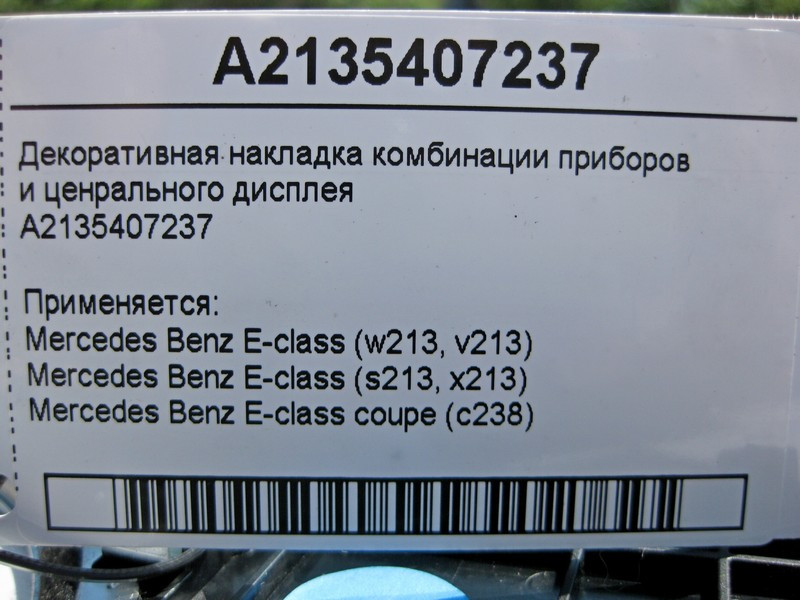 A2135407237
Декоративная накладка комбинации приборов
и ценрального дисплея
A2135407237
Применяется:
Mercedes Benz E-class (w213, v213)
Mercedes Benz E-class (s213, x213)
Mercedes Benz E-class coupe (c238)